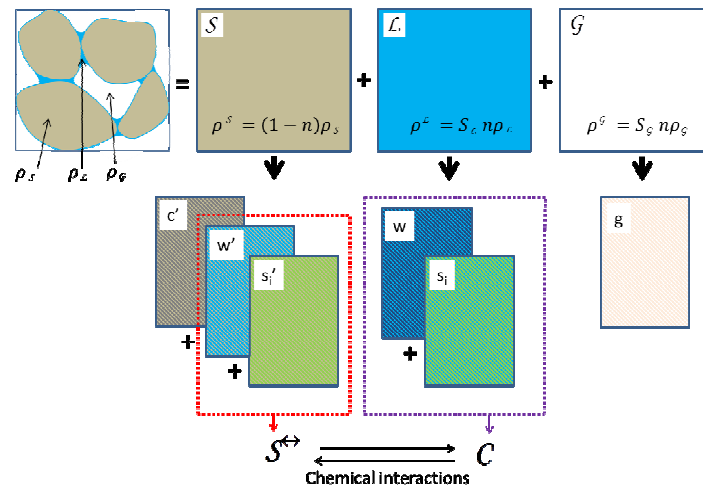 S
=
+
L
+
G
ρ^S = (1 − n)ρ_S
ρ^L = S_L nρ_L
ρ^G = S_G nρ_G
ρ_S ρ_L ρ_G
c'
w'
s_i'
+
+
w
s_i
+
g
S^↔
C
Chemical interactions